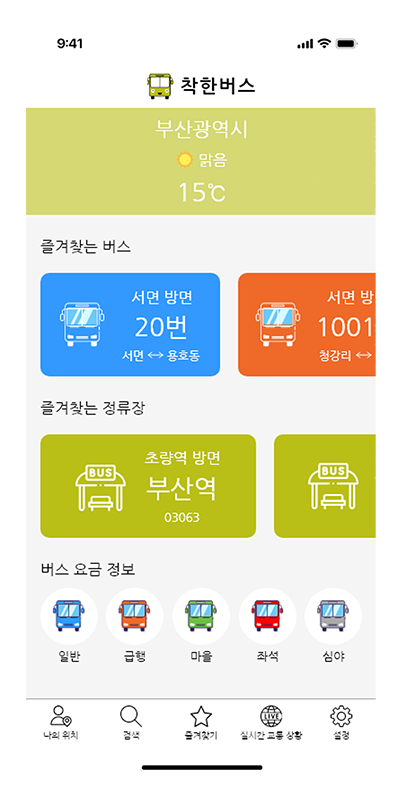 9:41
착한버스
부산광역시
맑음
15℃
즐겨찾는 버스
서면 방면
20번
서면 ↔ 용호동
서면 방
1001
청강리 ↔
즐겨찾는 정류장
BUS
초량역 방면
부산역
03063
BUS
버스 요금 정보
일반
급행
마을
좌석
심야
LIVE
나의 위치
검색
즐겨찾기
실시간 교통 상황
설정